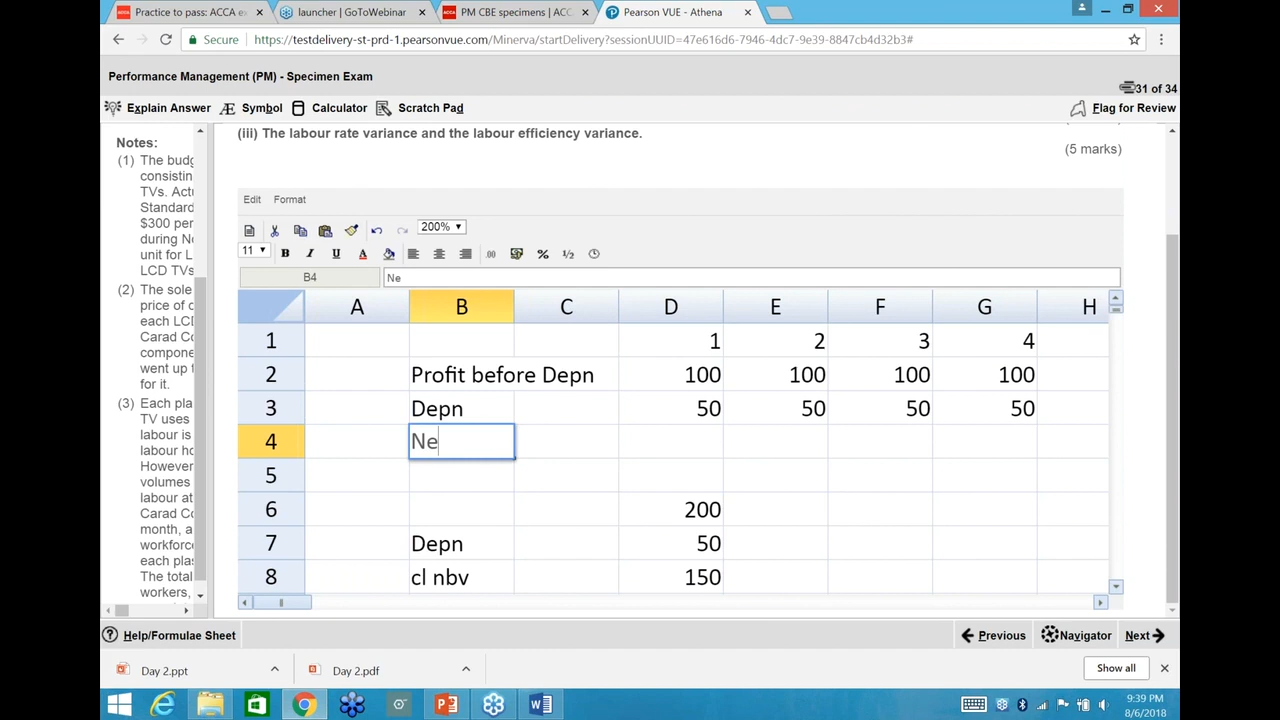 Practice to pass: ACCA ex
launcher | GoToWebinar
PM CBE specimens | ACC
Pearson VUE - Athena
Secure
https://testdelivery-st-prd-1.pearsonvue.com/Minerva/startDelivery?sessionUUID=47e616d6-7946-4dc7-9e39-8847cb4d32b3#
Performance Management (PM) - Specimen Exam
31 of 34
Explain Answer
Symbol
Calculator
Scratch Pad
Flag for Review
Notes:
(1) The budg
consistin
TVs. Actu
Standard
$300 per
during No
unit for L
LCD TVs
(2) The sole
price of c
each LCD
Carad Co
compone
went up f
for it.
(3) Each pla
TV uses
labour is
labour ho
However
volumes
labour at
Carad Co
month, a
workforce
each plas
The total
workers,
(iii) The labour rate variance and the labour efficiency variance.
(5 marks)
Edit Format
200%
11 B I U A .00 % ½
B4 Ne
A B C D E F G H
1 1 2 3 4
2 Profit before Depn 100 100 100 100
3 Depn 50 50 50 50
4 Ne
5
6 200
7 Depn 50
8 cl nbv 150
Help/Formulae Sheet
Previous
Navigator
Next
Day 2.ppt
Day 2.pdf
Show all
9:39 PM
8/6/2018